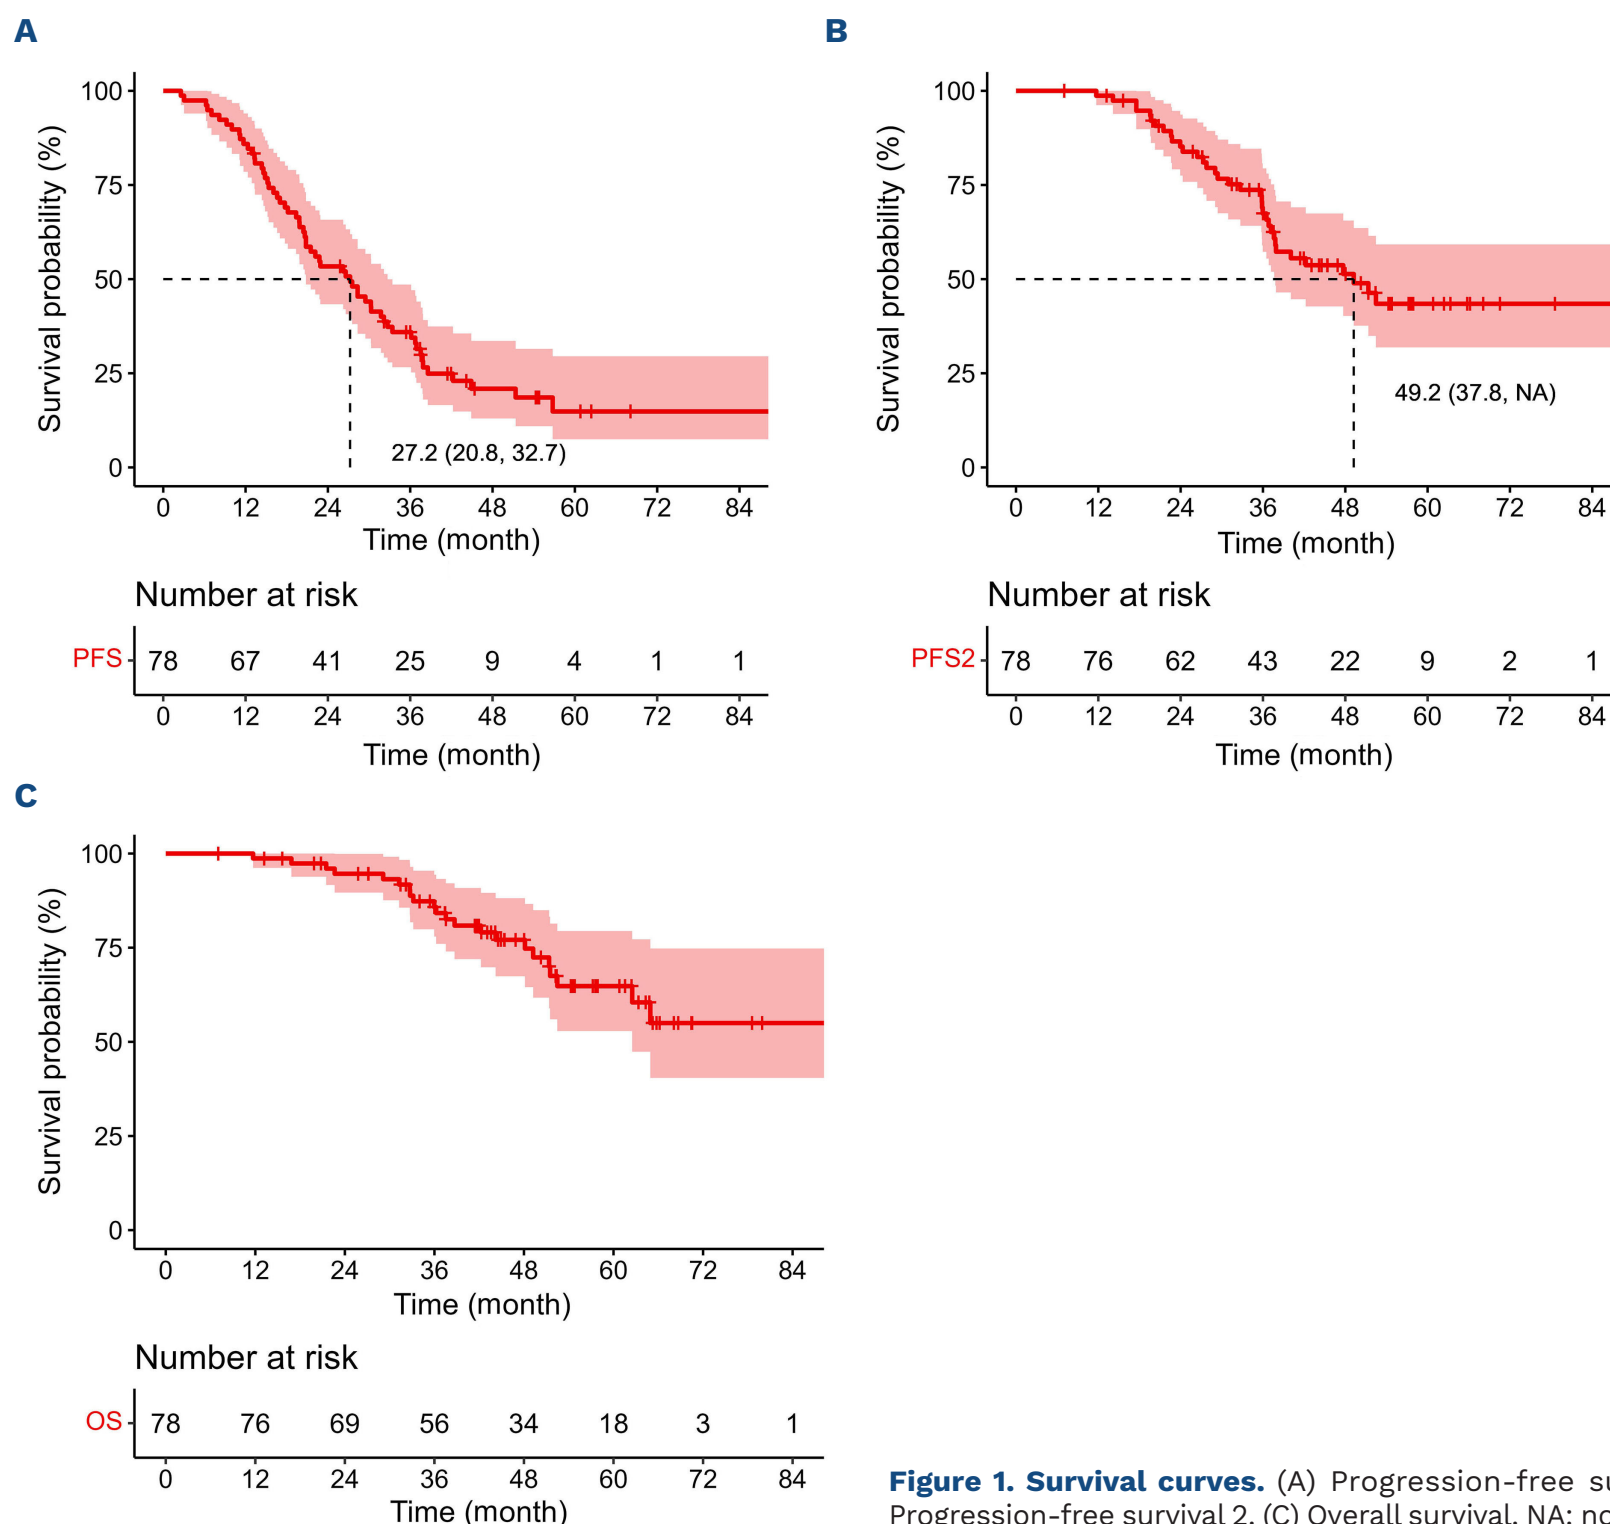 A
Survival probability (%)
100
75
50
25
0
27.2 (20.8, 32.7)
0 12 24 36 48 60 72 84
Time (month)
Number at risk
PFS 78 67 41 25 9 4 1 1
0 12 24 36 48 60 72 84
Time (month)
B
Survival probability (%)
100
75
50
25
0
49.2 (37.8, NA)
0 12 24 36 48 60 72 84
Time (month)
Number at risk
PFS2 78 76 62 43 22 9 2 1
0 12 24 36 48 60 72 84
Time (month)
C
Survival probability (%)
100
75
50
25
0
0 12 24 36 48 60 72 84
Time (month)
Number at risk
OS 78 76 69 56 34 18 3 1
0 12 24 36 48 60 72 84
Time (month)
Figure 1. Survival curves. (A) Progression-free
Progression-free survival 2. (C) Overall survival. NA: